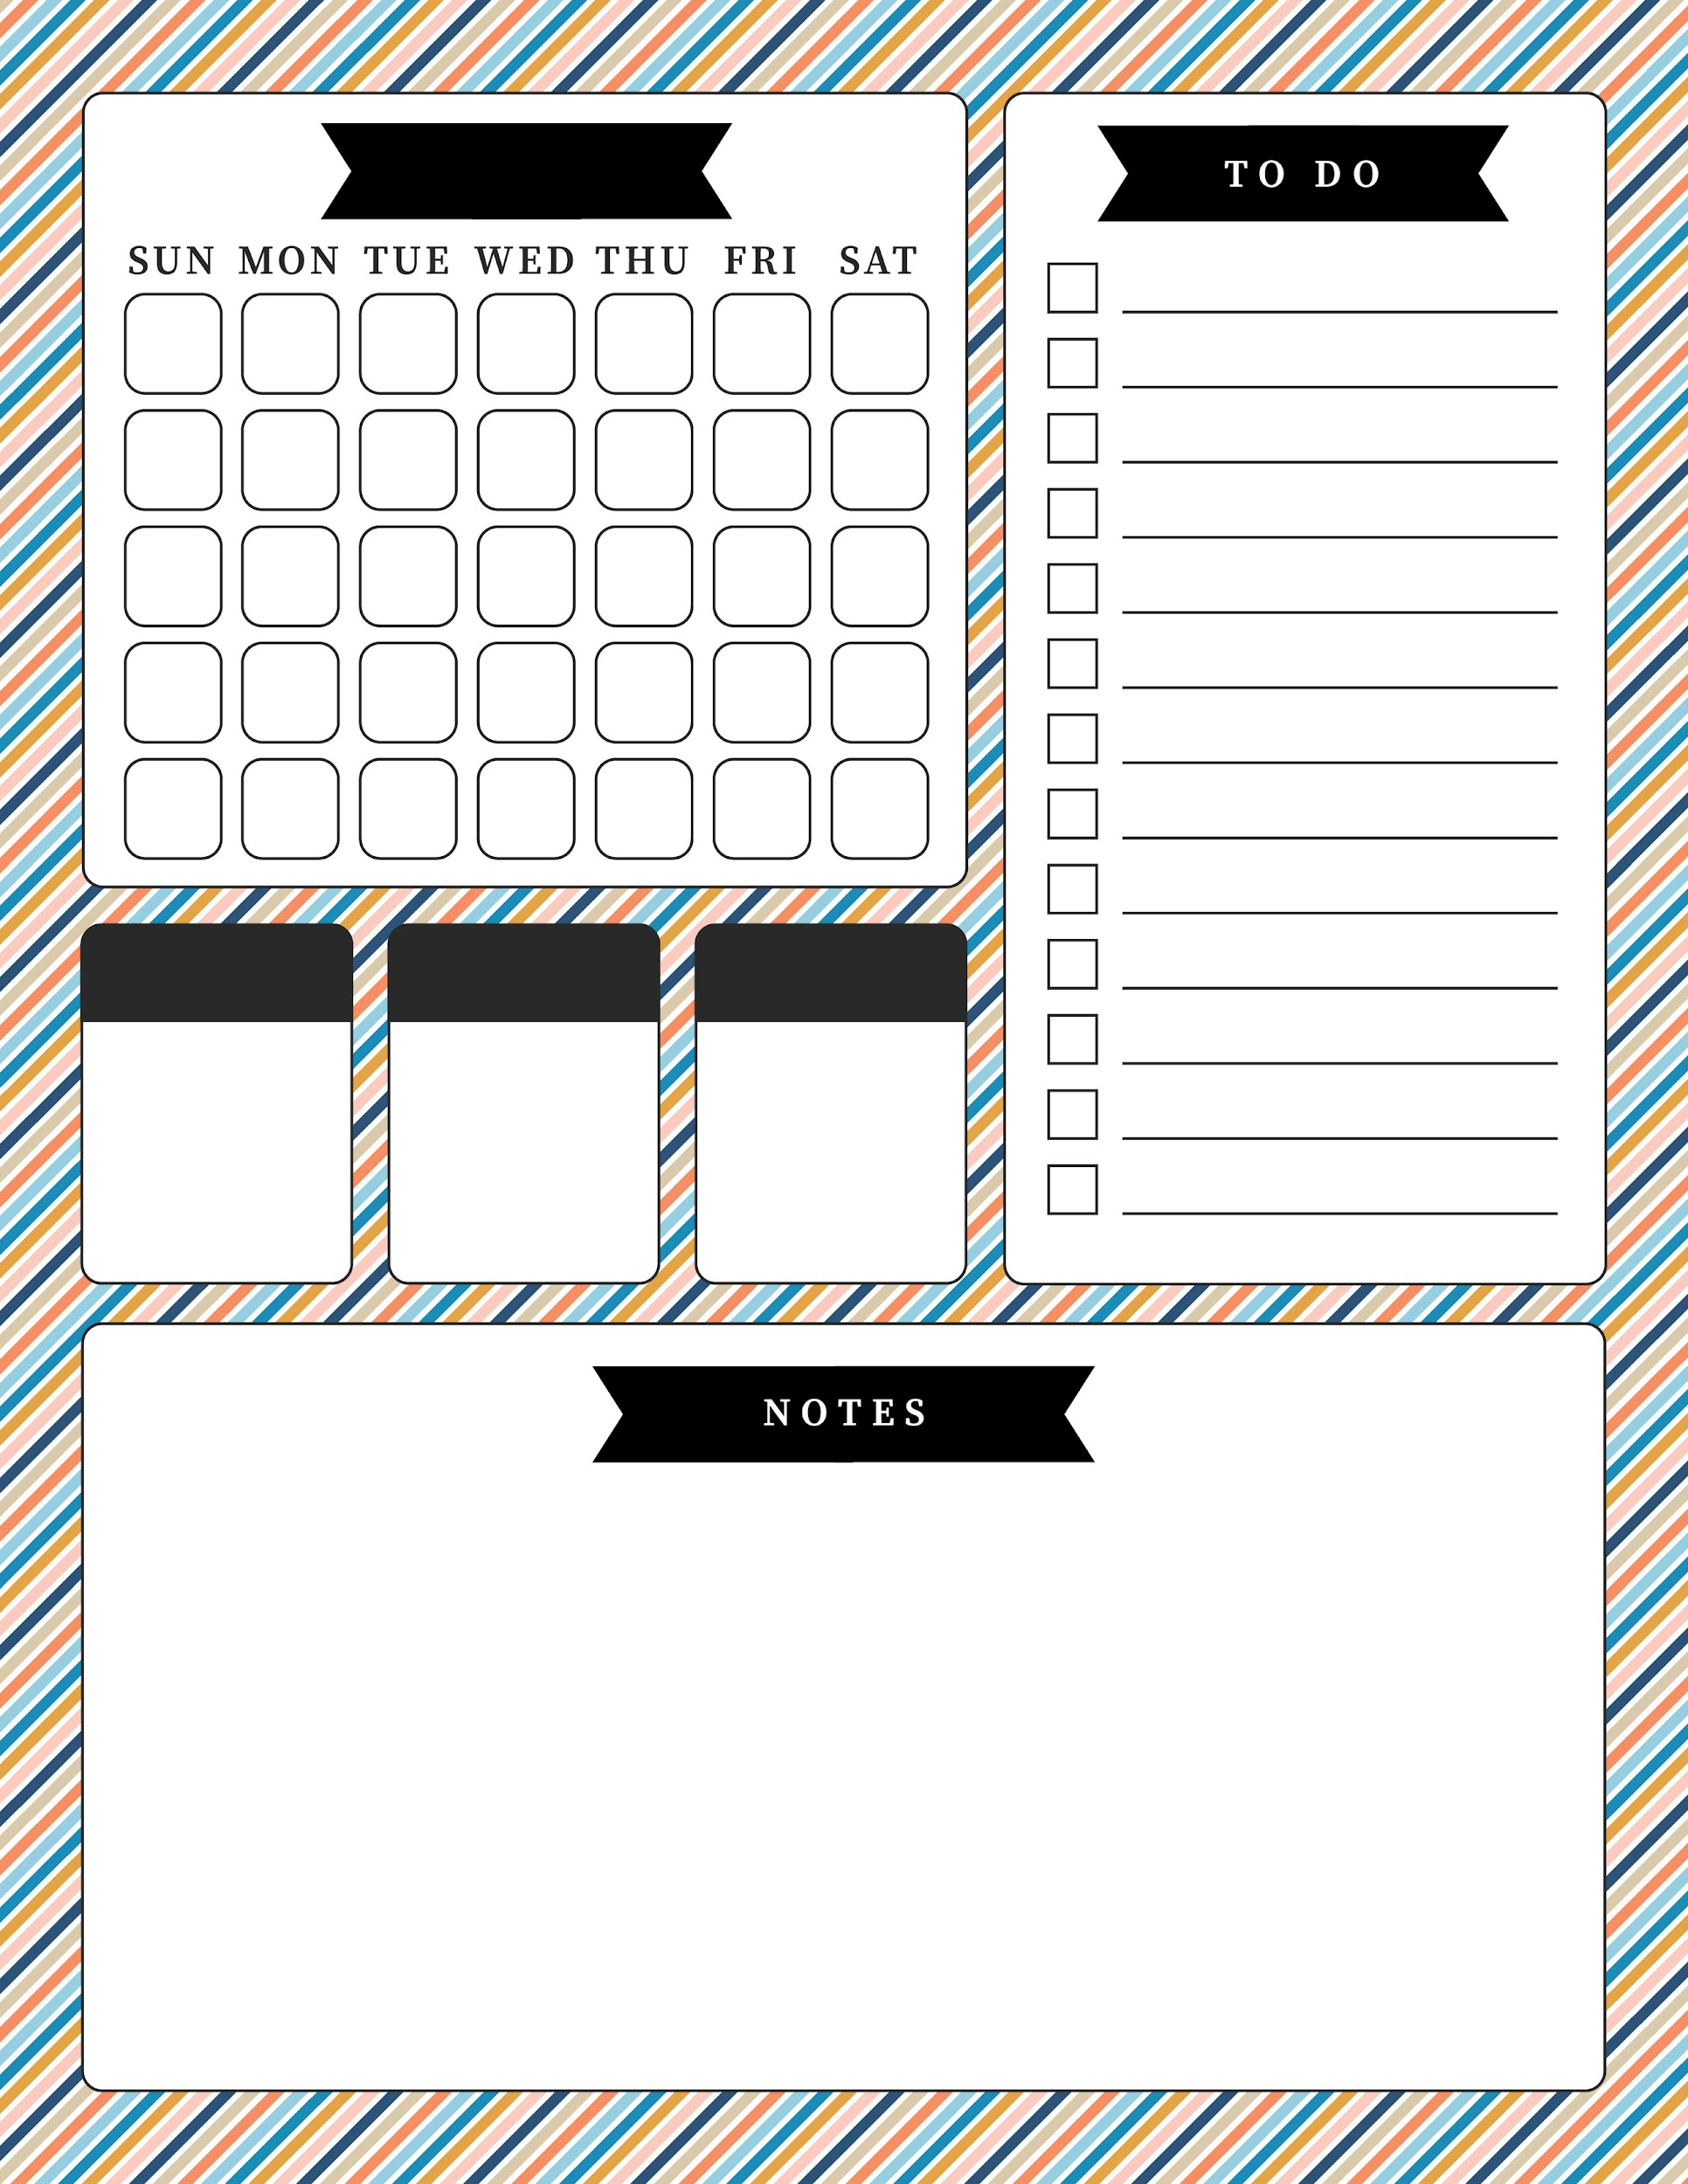 SUN MON TUE WED THU FRI SAT
TO DO
NOTES